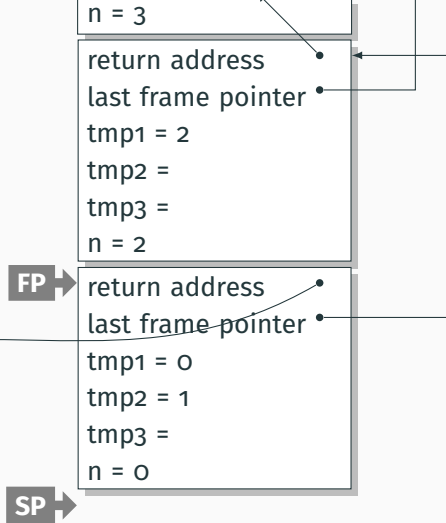 n = 3
return address
last frame pointer
tmp1 = 2
tmp2 =
tmp3 =
n = 2
FP
return address
last frame pointer
tmp1 = 0
tmp2 = 1
tmp3 =
n = 0
SP